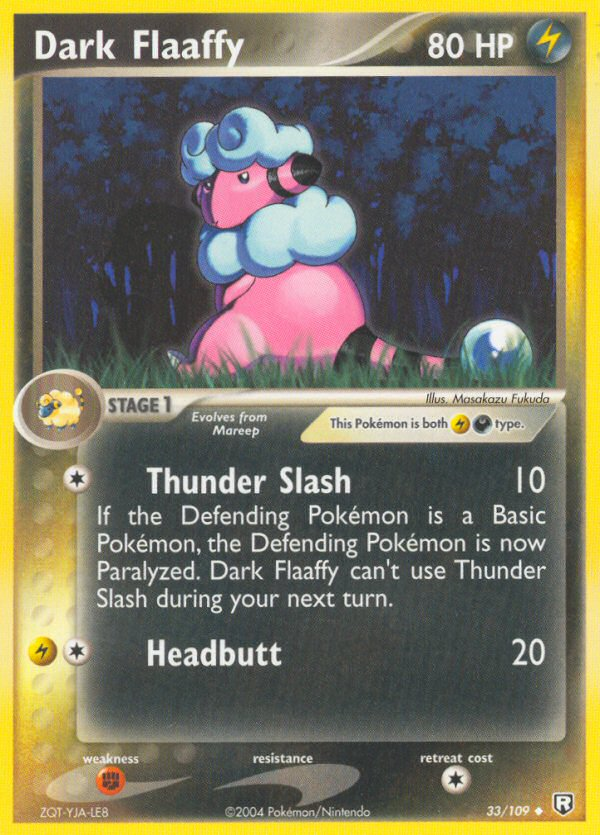 Dark Flaaffy 80 HP
Illus. Masakazu Fukuda
STAGE 1
Evolves from
Mareep
This Pokémon is both type.
Thunder Slash 10
If the Defending Pokémon is a Basic
Pokémon, the Defending Pokémon is now
Paralyzed. Dark Flaaffy can't use Thunder
Slash during your next turn.
Headbutt 20
weakness resistance retreat cost
ZQT-YJA-LE8 ©2004 Pokémon/Nintendo 33/109 R